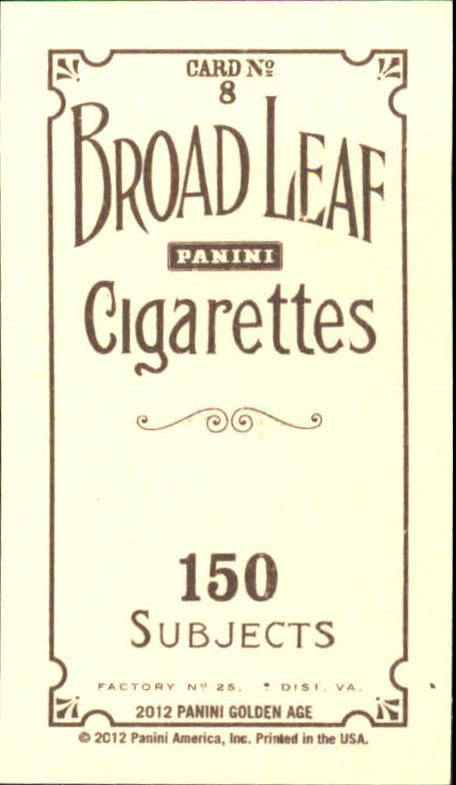 CARD Nº
8
BROAD LEAF
PANINI
Cigarettes
150
SUBJECTS
FACTORY Nº 25. DIST. VA.
2012 PANINI GOLDEN AGE
© 2012 Panini America, Inc. Printed in the USA.